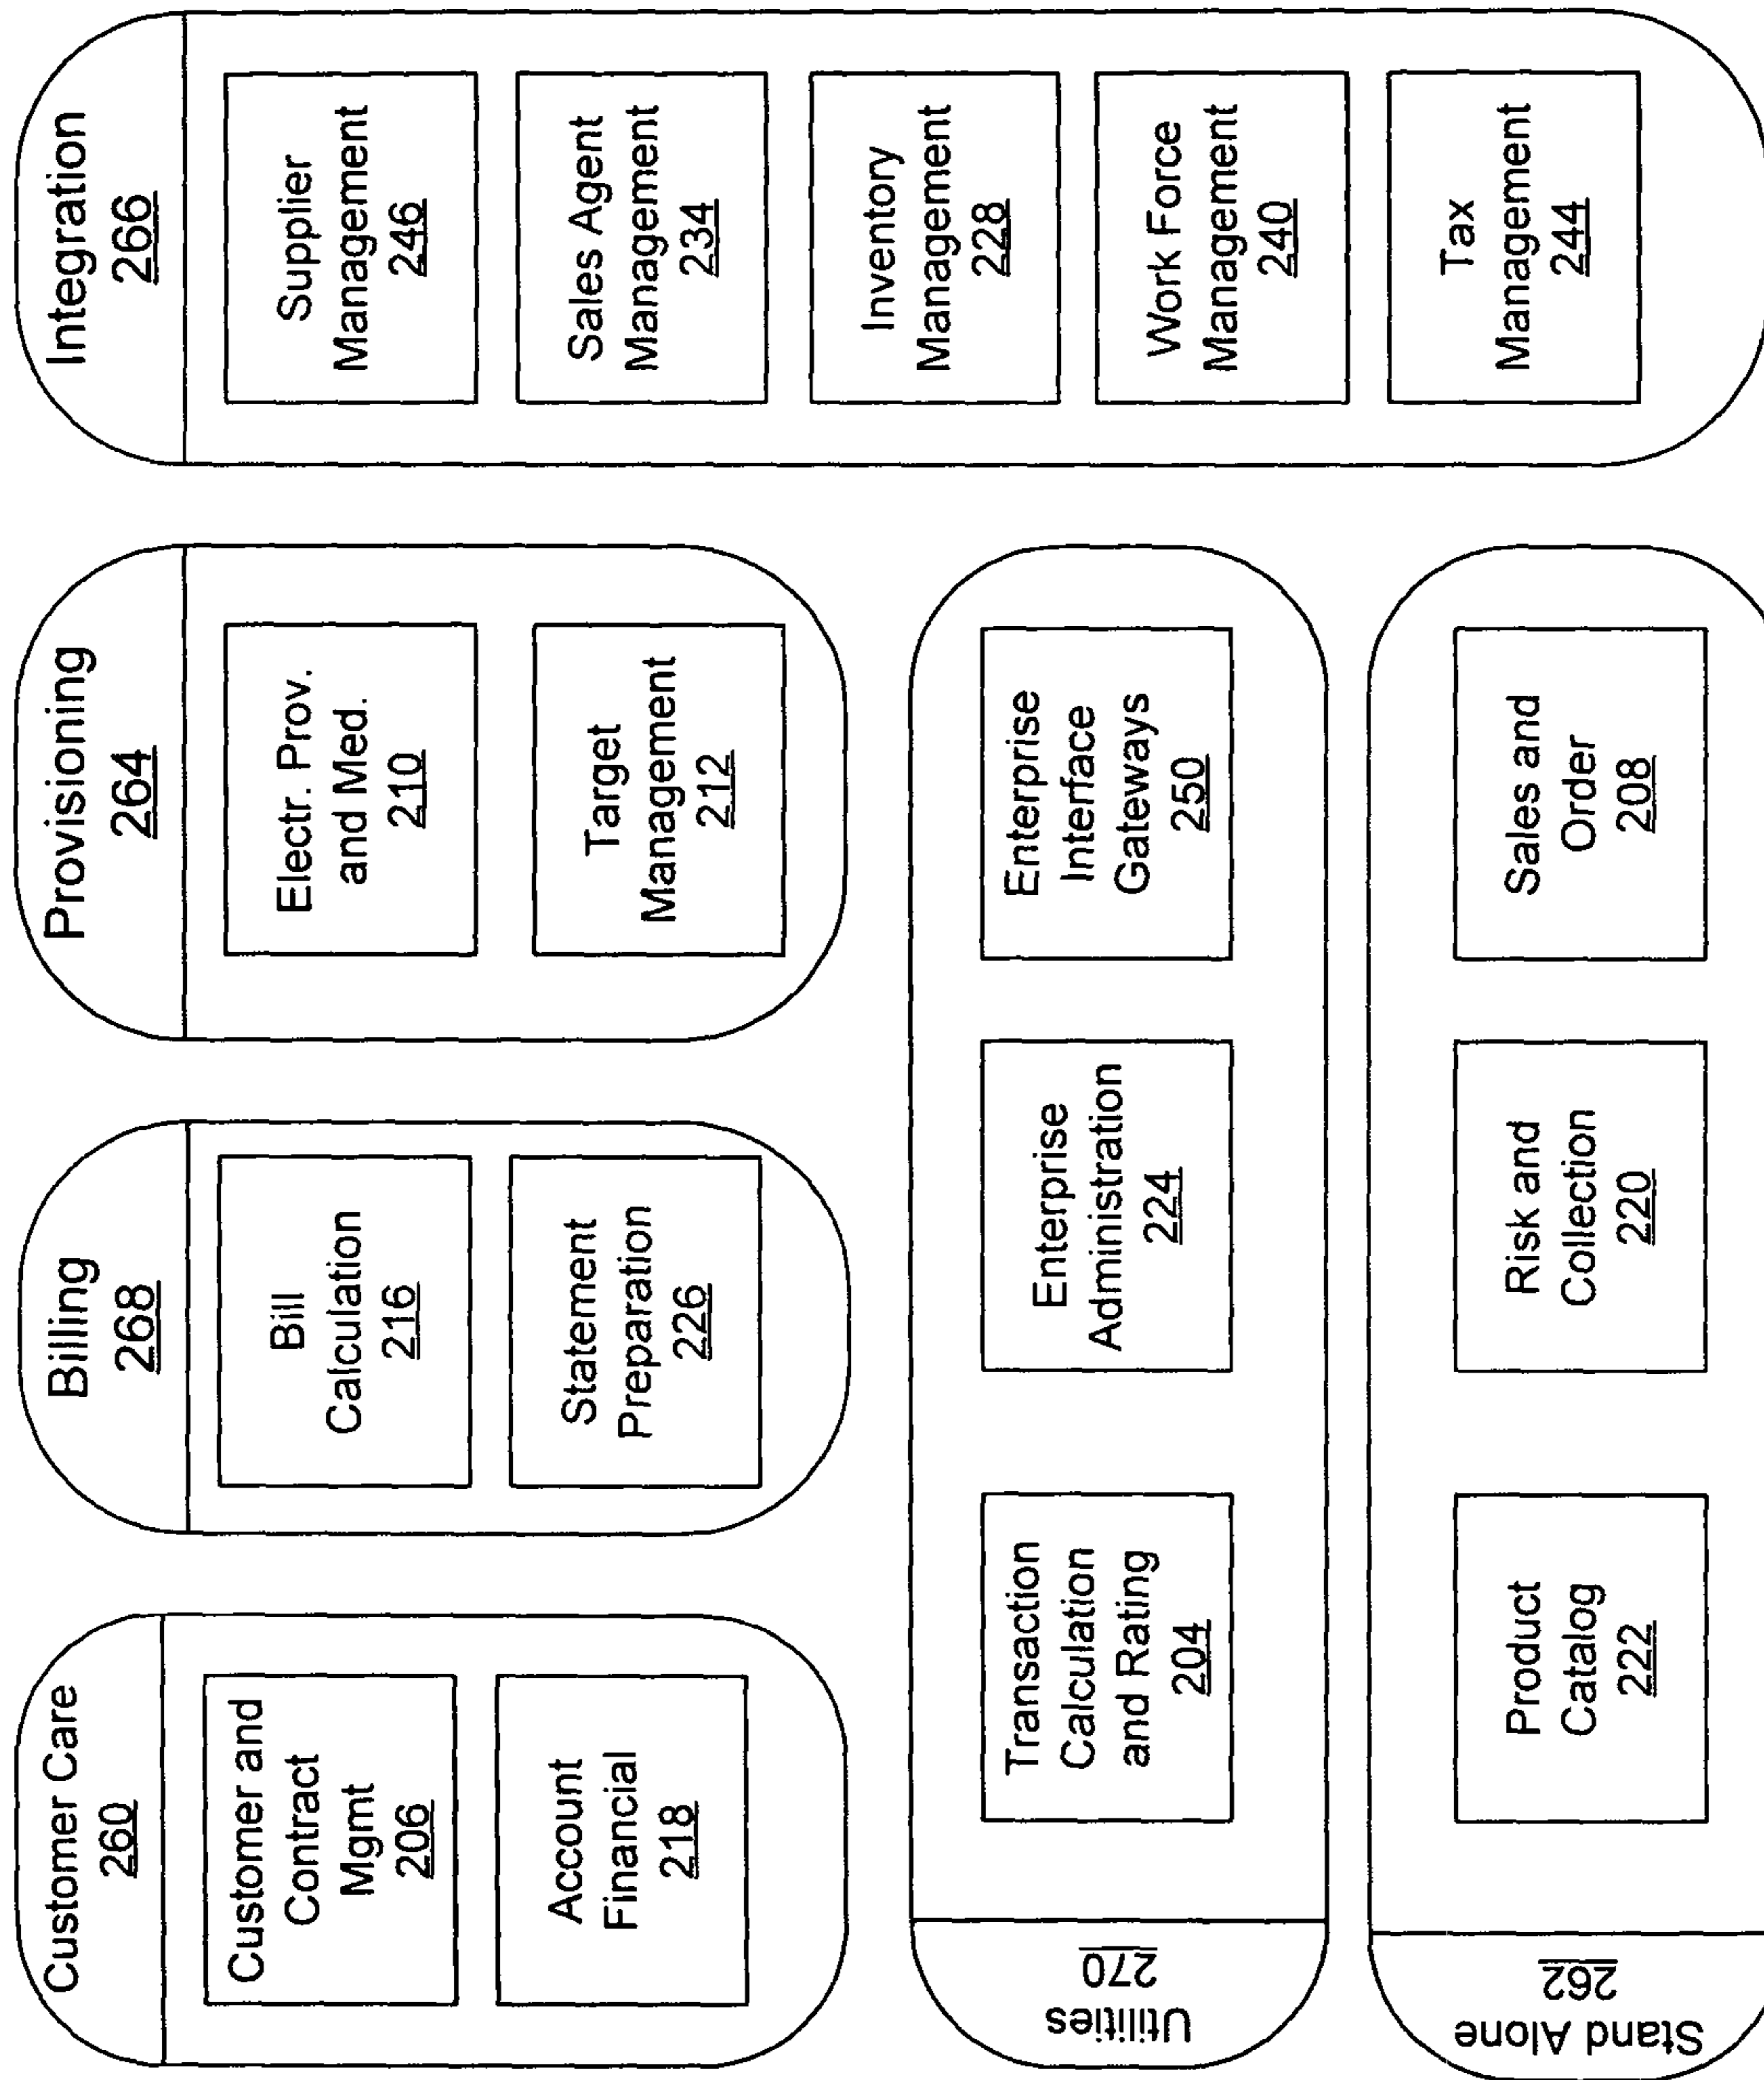 Customer Care
260
Customer and
Contract
Mgmt
206
Account
Financial
218
Billing
268
Bill
Calculation
216
Statement
Preparation
226
Provisioning
264
Electr. Prov.
and Med.
210
Target
Management
212
Integration
266
Supplier
Management
246
Sales Agent
Management
234
Inventory
Management
228
Work Force
Management
240
Tax
Management
244
Utilities
270
Transaction
Calculation
and Rating
204
Enterprise
Administration
224
Enterprise
Interface
Gateways
250
Stand Alone
262
Product
Catalog
222
Risk and
Collection
220
Sales and
Order
208